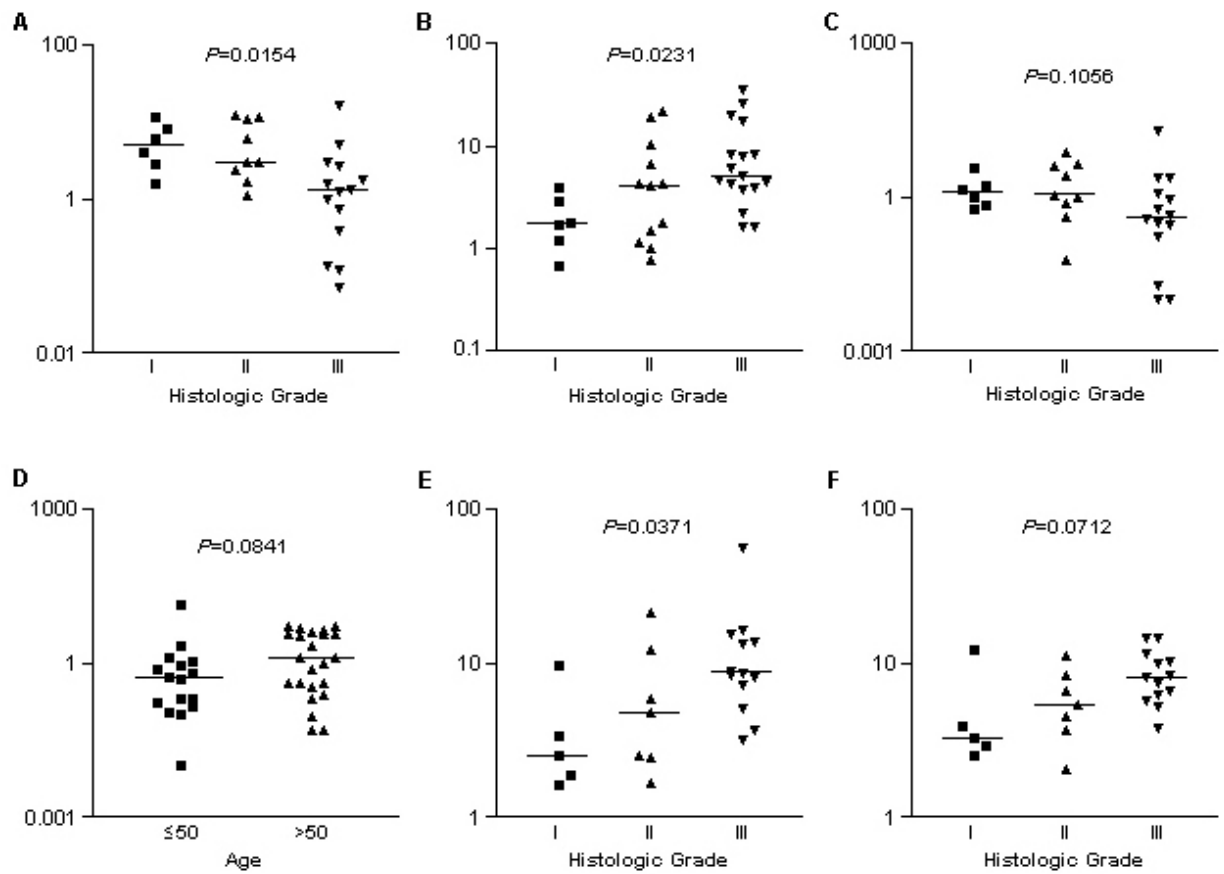 A
P=0.0154
100
1
0.01
I II III
Histologic Grade
B
P=0.0231
100
10
1
0.1
I II III
Histologic Grade
C
P=0.1056
1000
1
0.001
I II III
Histologic Grade
D
P=0.0841
1000
1
0.001
≤50 >50
Age
E
P=0.0371
100
10
1
I II III
Histologic Grade
F
P=0.0712
100
10
1
I II III
Histologic Grade